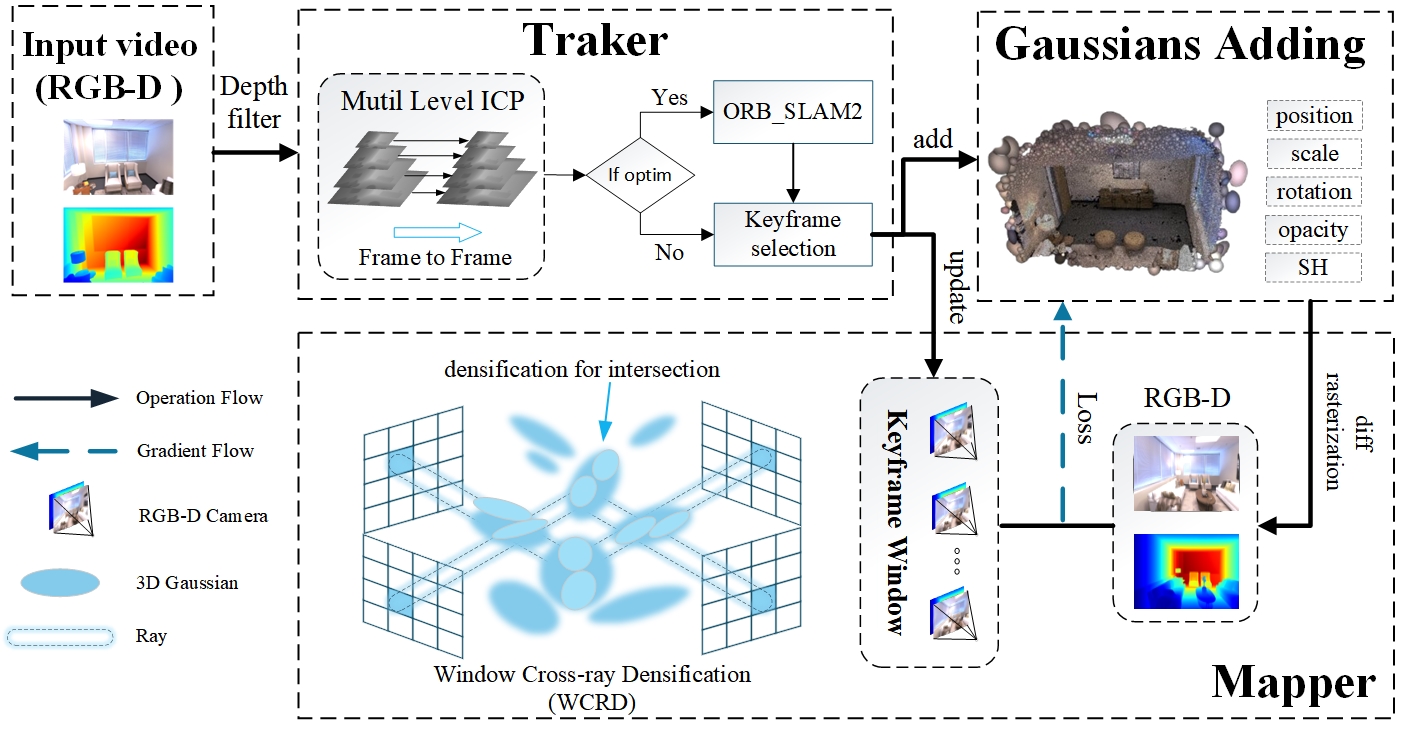 Input video
(RGB-D )
Depth
filter
Traker
Mutil Level ICP
Frame to Frame
If optim
Yes
No
ORB_SLAM2
Keyframe
selection
add
update
Gaussians Adding
position
scale
rotation
opacity
SH
Operation Flow
Gradient Flow
RGB-D Camera
3D Gaussian
Ray
densification for intersection
Window Cross-ray Densification
(WCRD)
Keyframe Window
Loss
RGB-D
diff
rasterization
Mapper